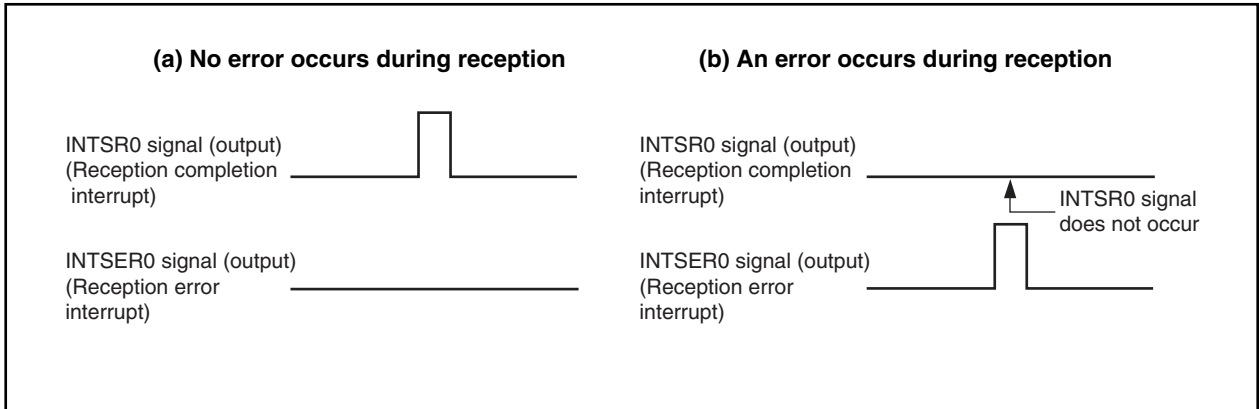 (a) No error occurs during reception
INTSR0 signal (output)
(Reception completion
interrupt)
INTSER0 signal (output)
(Reception error
interrupt)
(b) An error occurs during reception
INTSR0 signal (output)
(Reception completion
interrupt)
INTSR0 signal
does not occur
INTSER0 signal (output)
(Reception error
interrupt)